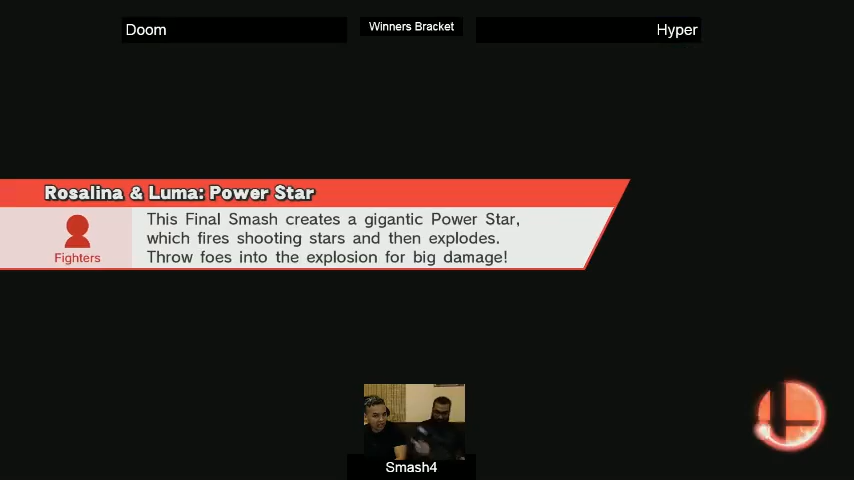 Doom
Winners Bracket
Hyper
Rosalina & Luma: Power Star
Fighters
This Final Smash creates a gigantic Power Star,
which fires shooting stars and then explodes.
Throw foes into the explosion for big damage!
Smash4